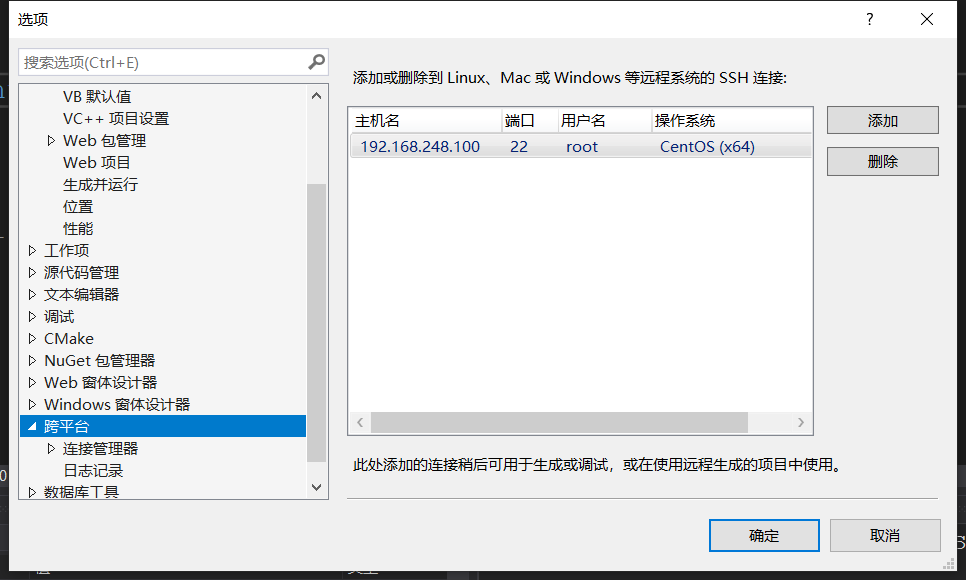 选项
搜索选项(Ctrl+E)
VB 默认值
VC++ 项目设置
Web 包管理
Web 项目
生成并运行
位置
性能
工作项
源代码管理
文本编辑器
调试
CMake
NuGet 包管理器
Web 窗体设计器
Windows 窗体设计器
跨平台
连接管理器
日志记录
数据库工具
添加或删除到 Linux、Mac 或 Windows 等远程系统的 SSH 连接:
主机名 端口 用户名 操作系统
192.168.248.100 22 root CentOS (x64)
添加
删除
此处添加的连接稍后可用于生成或调试，或在使用远程生成的项目中使用。
确定 取消